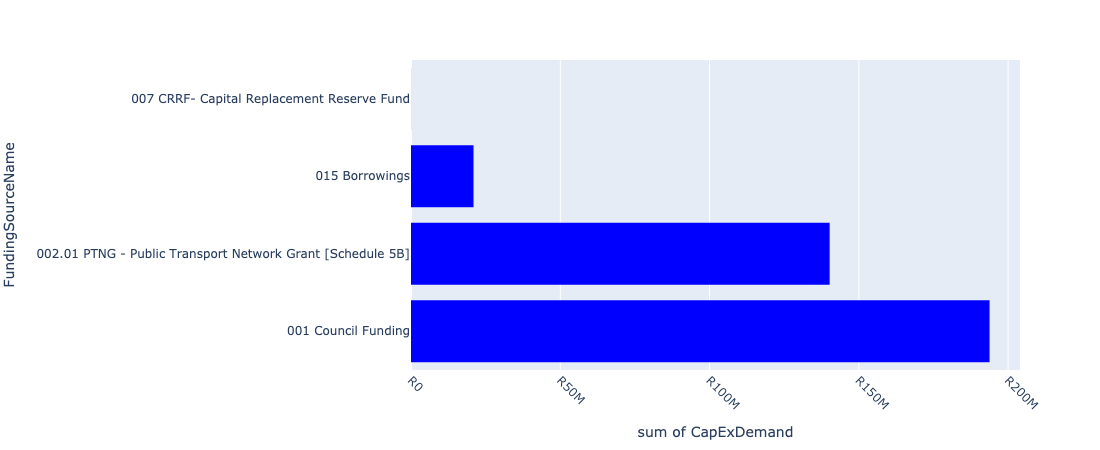 007 CRRF- Capital Replacement Reserve Fund
015 Borrowings
002.01 PTNG - Public Transport Network Grant [Schedule 5B]
001 Council Funding
FundingSourceName
R0
R50M
R100M
R150M
R200M
sum of CapExDemand